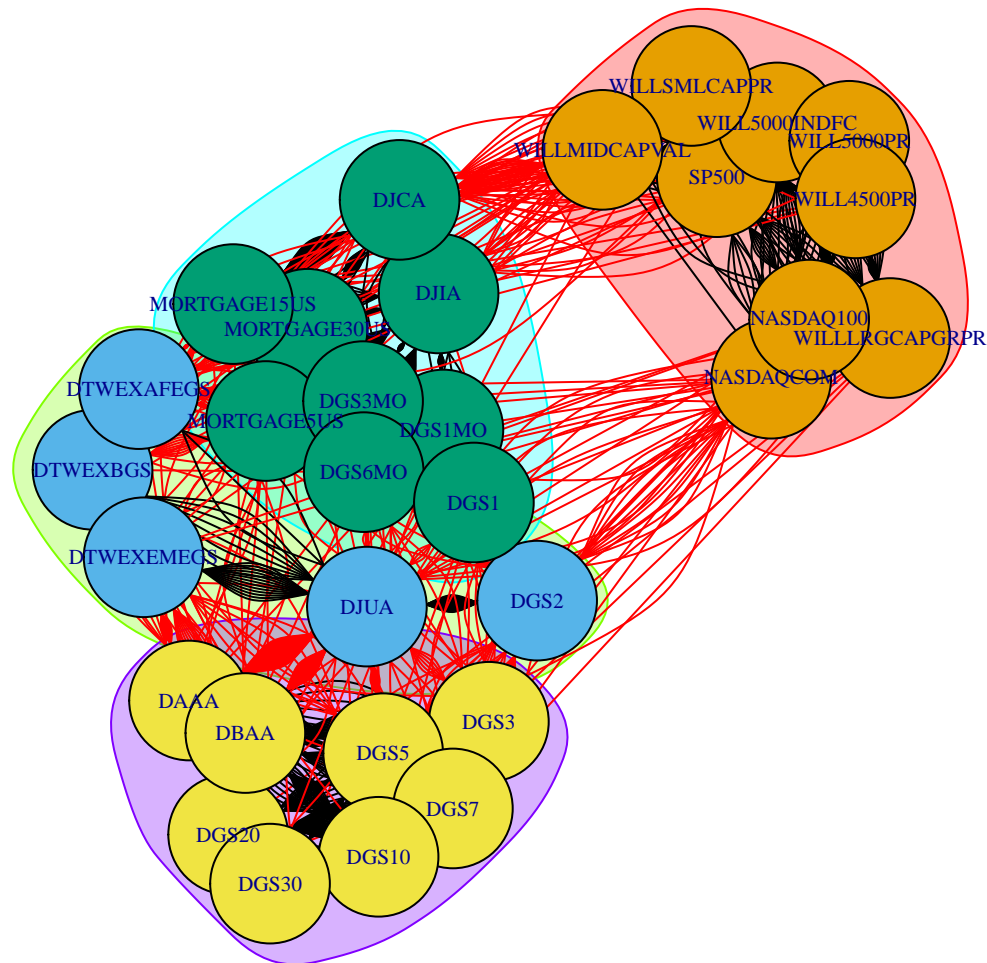 WILLSMLCAPPR
WILL5000INDFC
WILL5000PR
WILLMIDCAPVAL
SP500
WILL4500PR
DJCA
DJIA
MORTGAGE15US
MORTGAGE30US
NASDAQ100
WILLLRGCAPGRPR
NASDAQCOM
DTWEXAFEGS
DGS3MO
MORTGAGE5US
DGS1MO
DTWEXBGS
DGS6MO
DGS1
DTWEXEMEGS
DJUA
DGS2
DAAA
DBAA
DGS3
DGS5
DGS7
DGS20
DGS10
DGS30